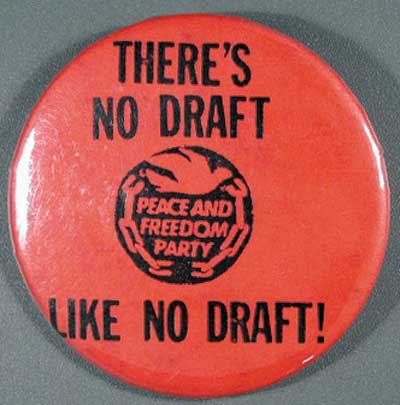 THERE'S
NO DRAFT
PEACE AND
FREEDOM
PARTY
LIKE NO DRAFT!